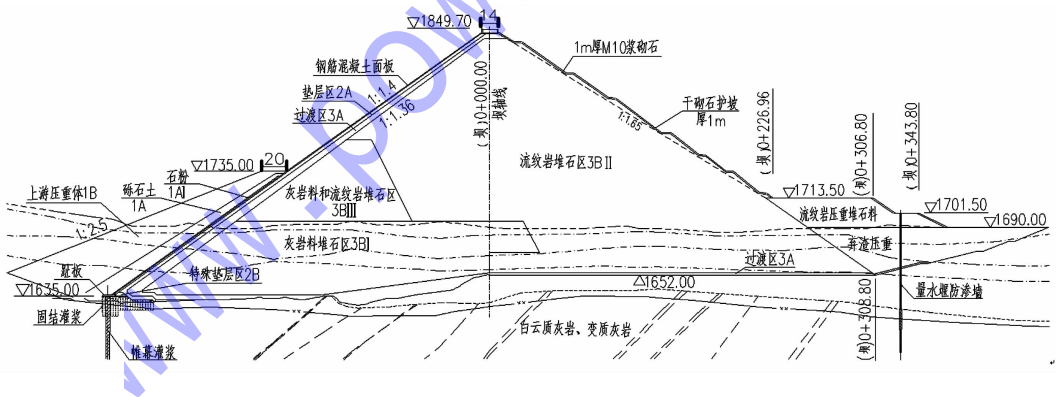 ▽1849.70
14
1m厚M10浆砌石
钢筋混凝土面板
垫层区2A
过渡区3A
1:1.4
1:1.36
(坝)0+000.00
坝轴线
干砌石护坡
厚1m
1:1.65
(坝)0+226.96
(坝)0+306.80
(坝)0+343.80
▽1735.00
20
石粉
1AⅠ
砾石土
1A
上游压重体1B
1:2.5
灰岩料和流纹岩堆石区
3BⅢ
流纹岩堆石区3BⅡ
▽1713.50
▽1701.50
▽1690.00
流纹岩压重堆石料
弃渣压重
灰岩料堆石区3BⅠ
过渡区3A
特殊垫层区2B
趾板
▽1635.00
△1652.00
固结灌浆
帷幕灌浆
白云质灰岩、变质灰岩
(坝)0+308.80
量水堰防渗墙
www.pow